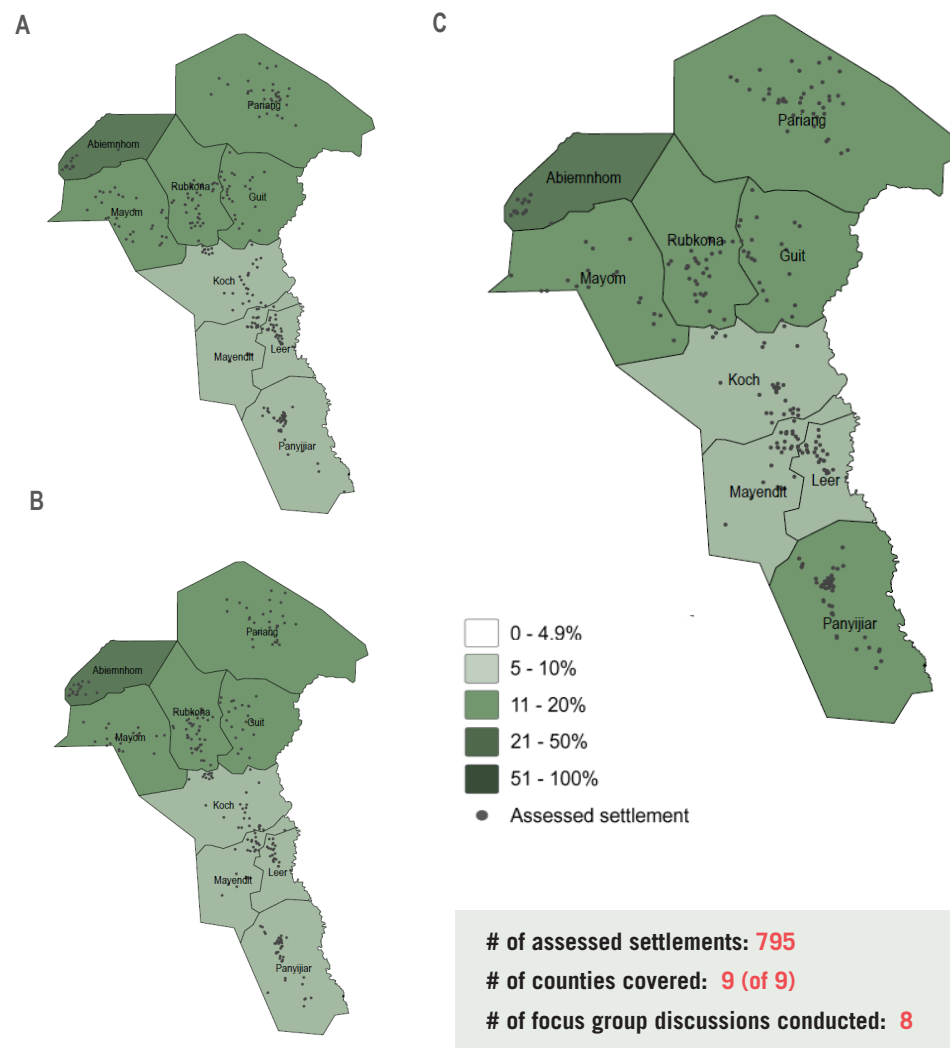 A
Pariang
Abiemnhom
Rubkona
Guit
Mayom
Koch
Leer
Mayendit
Panyijiar
B
Pariang
Abiemnhom
Rubkona
Guit
Mayom
Koch
Leer
Mayendit
Panyijiar
C
Pariang
Abiemnhom
Rubkona
Guit
Mayom
Koch
Leer
Mayendit
Panyijiar
0 - 4.9%
5 - 10%
11 - 20%
21 - 50%
51 - 100%
Assessed settlement
# of assessed settlements: 795
# of counties covered: 9 (of 9)
# of focus group discussions conducted: 8